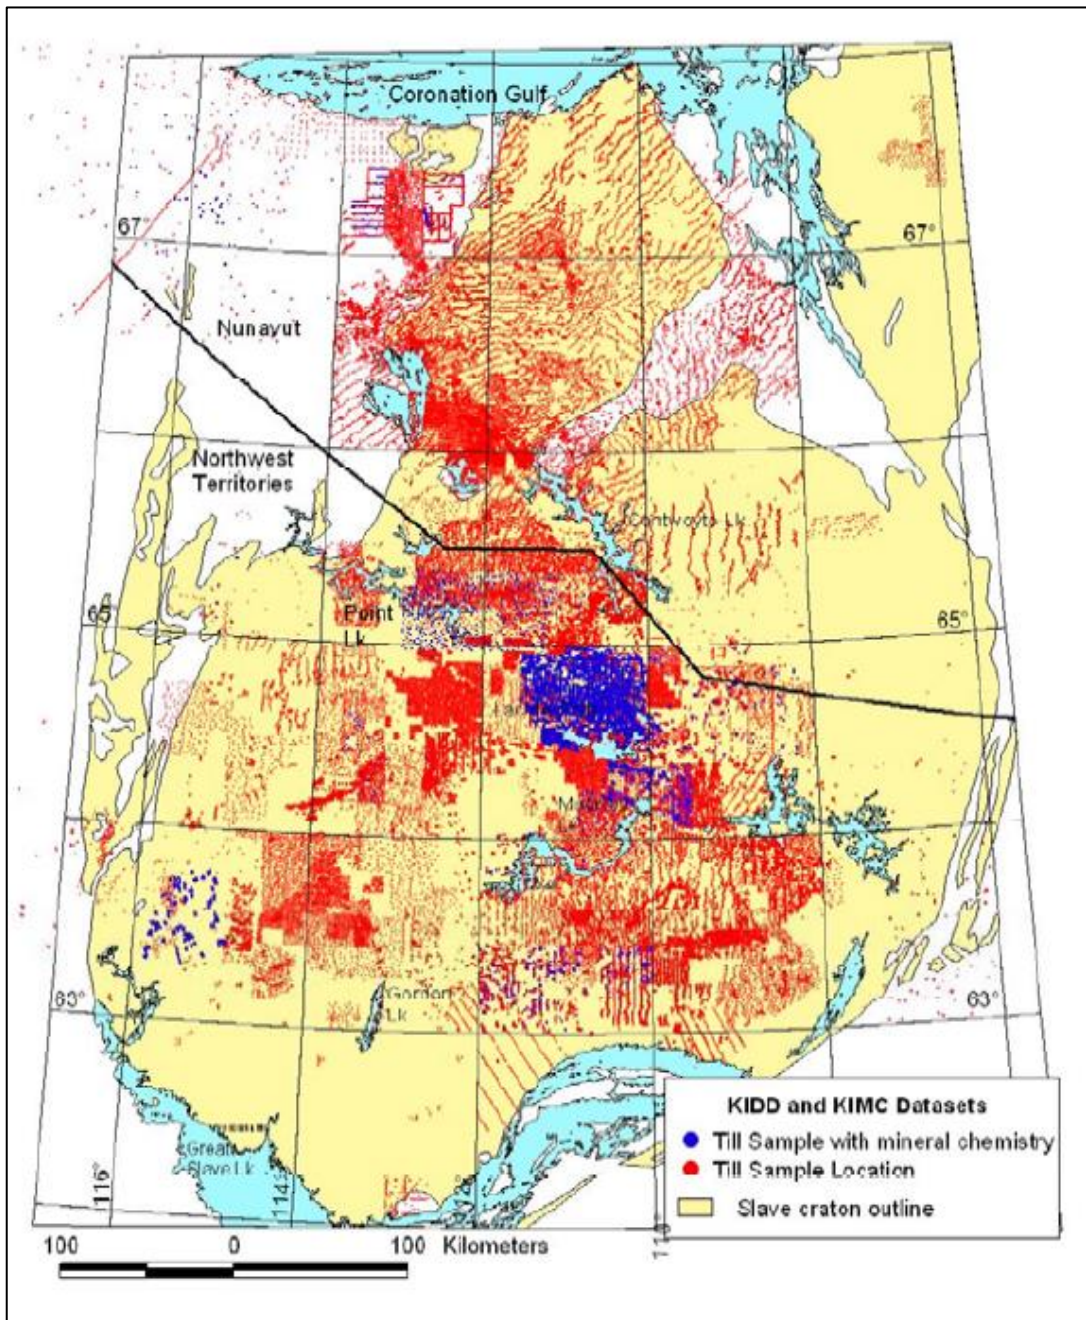 Coronation Gulf
67°
67°
Nunavut
Northwest
Territories
Contwoyto Lk
65°
65°
Point
Lk
Gordon
Lk
63°
63°
Great
Slave Lk
116°
114°
110°
KIDD and KIMC Datasets
Till Sample with mineral chemistry
Till Sample Location
Slave craton outline
100
0
100
Kilometers